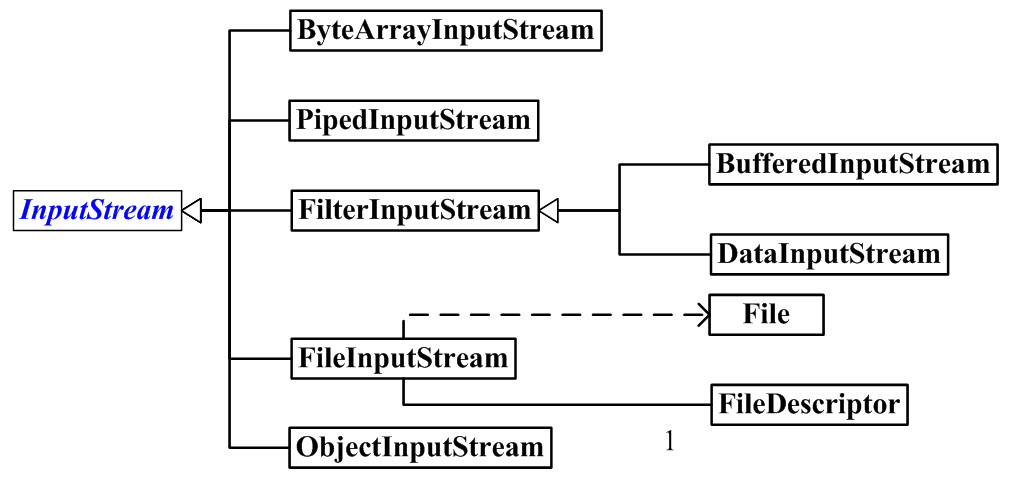 ByteArrayInputStream
PipedInputStream
BufferedInputStream
InputStream
FilterInputStream
DataInputStream
File
FileInputStream
FileDescriptor
1
ObjectInputStream